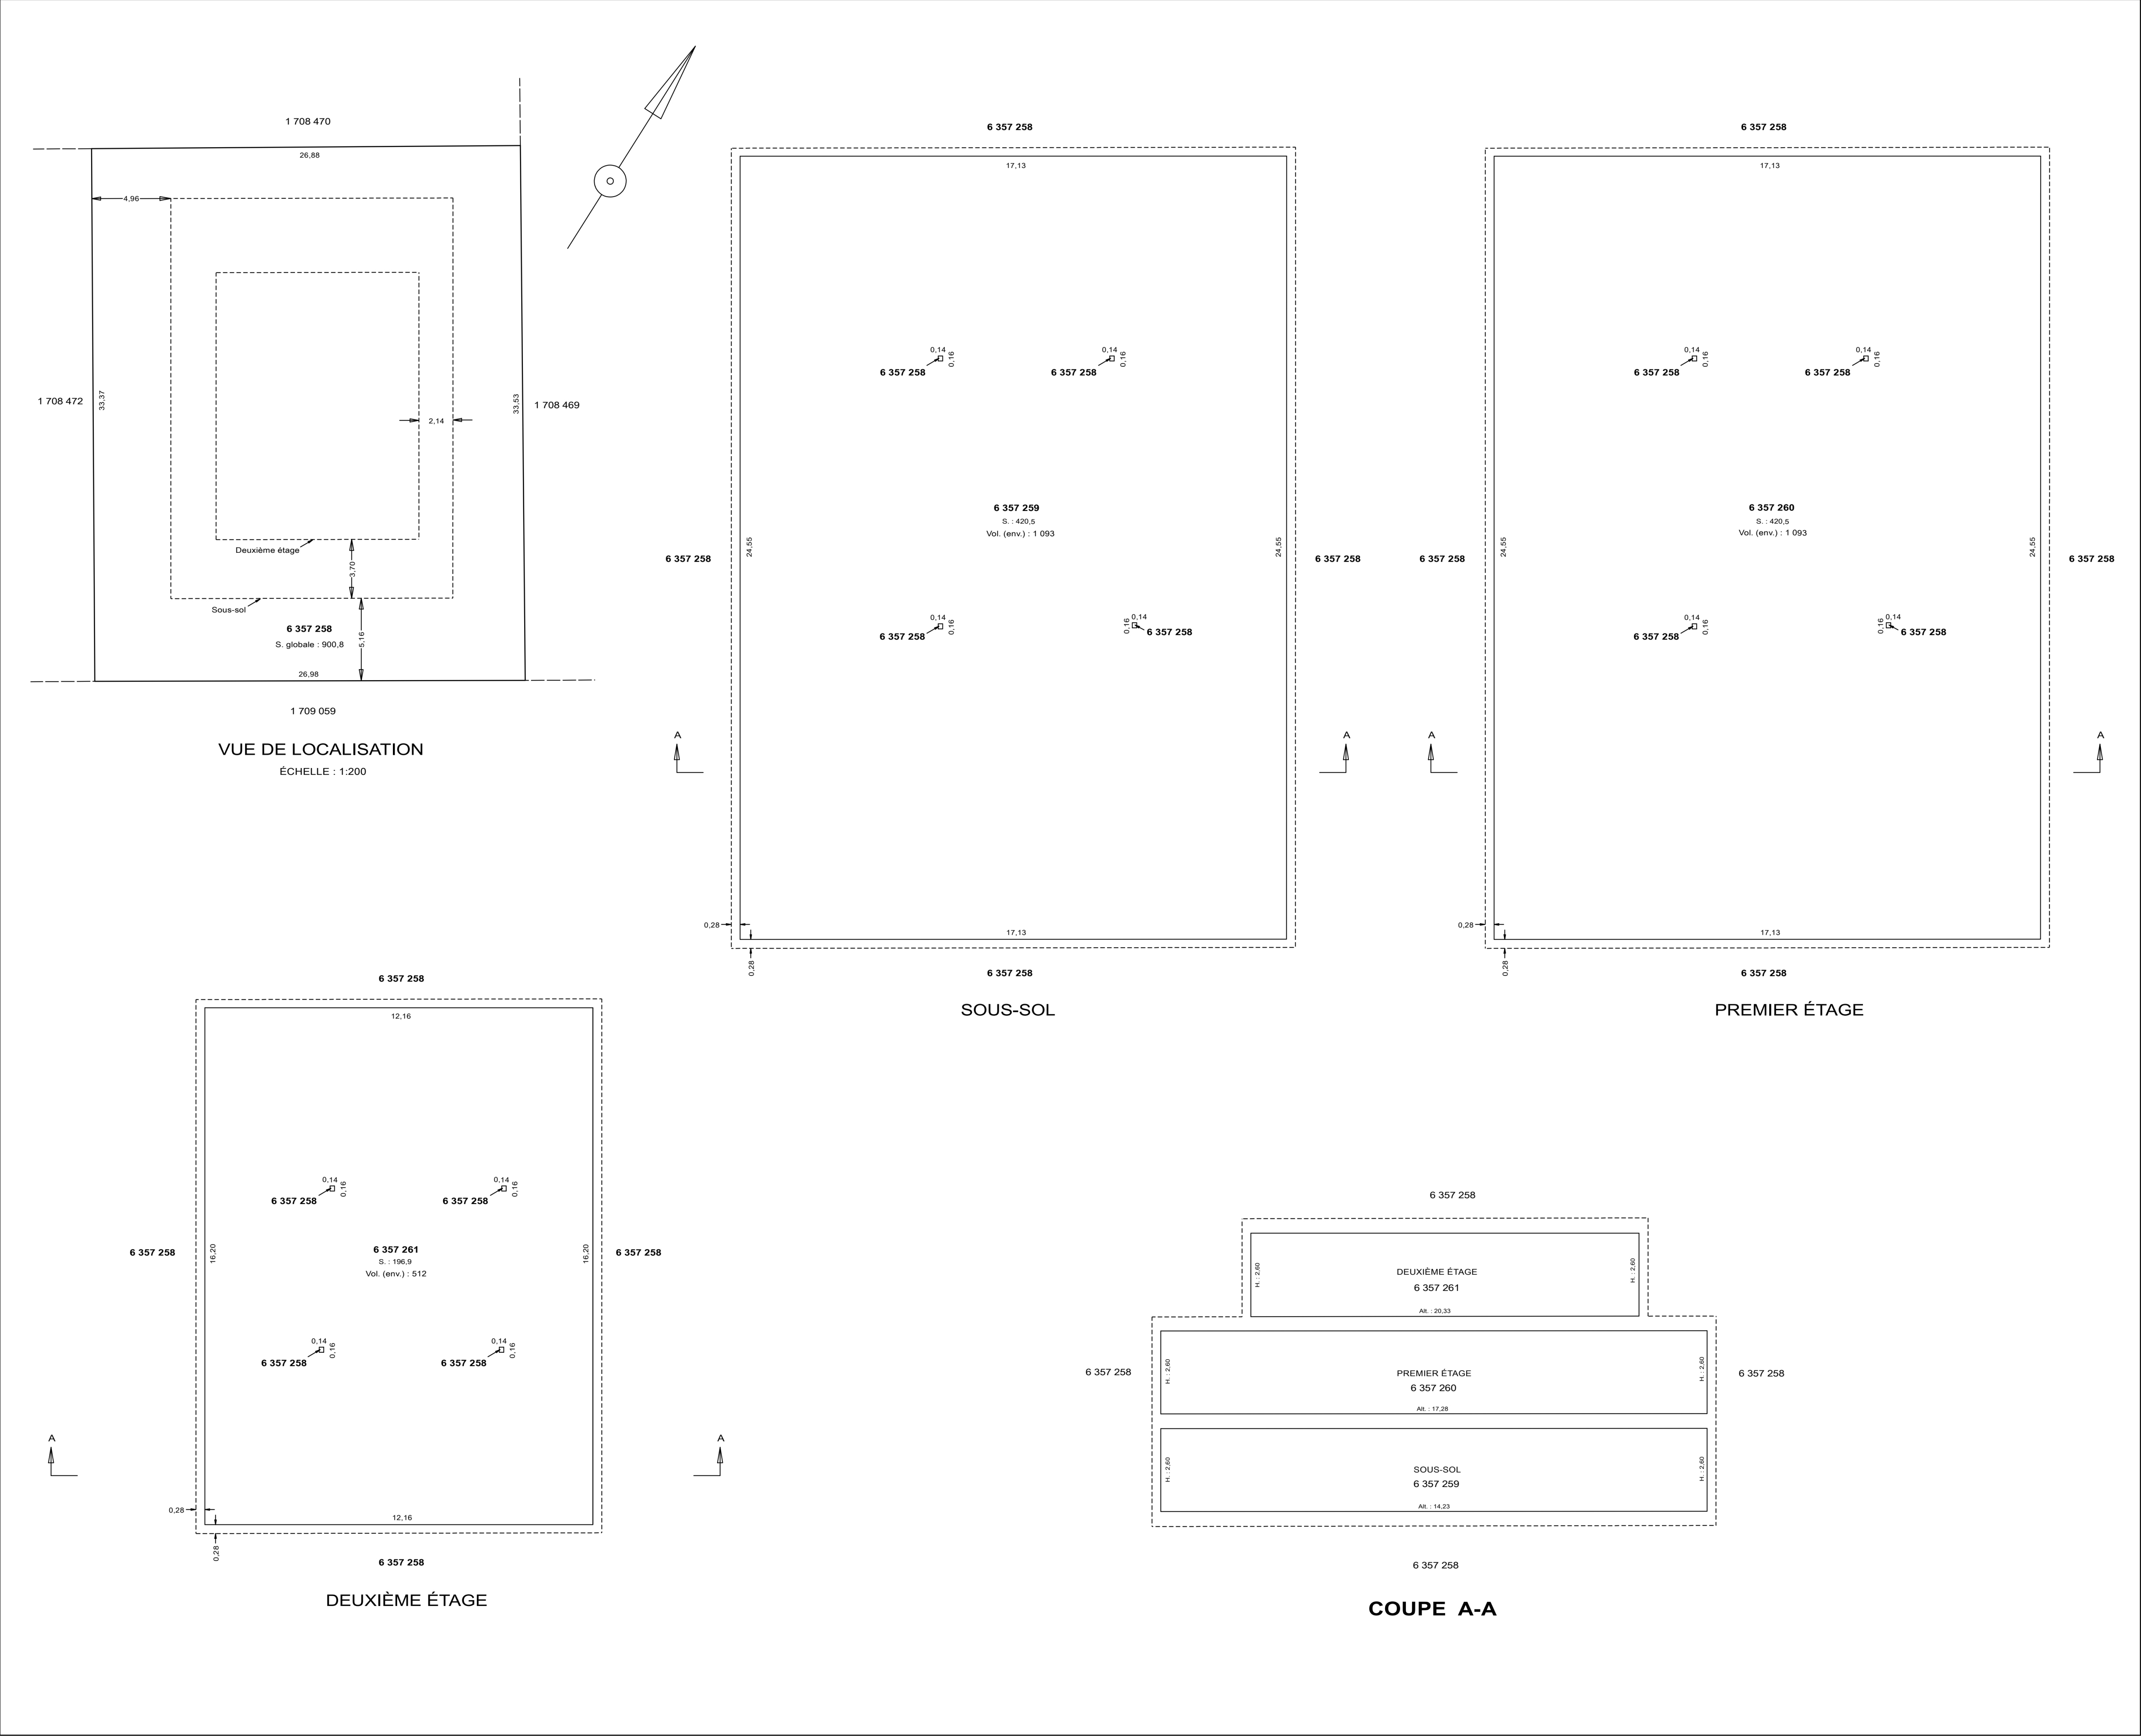 1 708 470
26,88
4,96
1 708 472
33,37
33,53
1 708 469
2,14
Deuxième étage
3,70
Sous-sol
6 357 258
S. globale : 900,8
5,16
26,98
1 709 059
VUE DE LOCALISATION
ÉCHELLE : 1:200
6 357 258
17,13
0,14
0,16
6 357 258
0,14
0,16
6 357 258
6 357 259
S. : 420,5
Vol. (env.) : 1 093
24,55
24,55
6 357 258
6 357 258
0,14
0,16
6 357 258
0,14
0,16
6 357 258
A
A
0,28
17,13
0,28
6 357 258
SOUS-SOL
6 357 258
17,13
0,14
0,16
6 357 258
0,14
0,16
6 357 258
6 357 260
S. : 420,5
Vol. (env.) : 1 093
24,55
24,55
6 357 258
6 357 258
0,14
0,16
6 357 258
0,14
0,16
6 357 258
A
A
0,28
17,13
0,28
6 357 258
PREMIER ÉTAGE
6 357 258
12,16
0,14
0,16
6 357 258
0,14
0,16
6 357 258
6 357 261
S. : 196,9
Vol. (env.) : 512
16,20
16,20
6 357 258
6 357 258
0,14
0,16
6 357 258
0,14
0,16
6 357 258
A
A
0,28
12,16
0,28
6 357 258
DEUXIÈME ÉTAGE
6 357 258
H. : 2,60
DEUXIÈME ÉTAGE
6 357 261
Alt. : 20,33
H. : 2,60
6 357 258
H. : 2,60
PREMIER ÉTAGE
6 357 260
Alt. : 17,28
H. : 2,60
6 357 258
H. : 2,60
SOUS-SOL
6 357 259
Alt. : 14,23
H. : 2,60
6 357 258
COUPE A-A